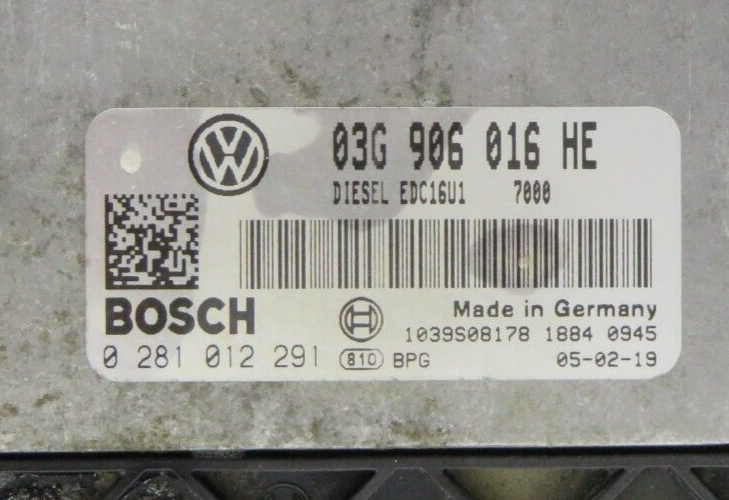 03G 906 016 HE
DIESEL EDC16U1 7000
BOSCH
Made in Germany
1039S08178 1884 0945
0 281 012 291 810 BPG 05-02-19